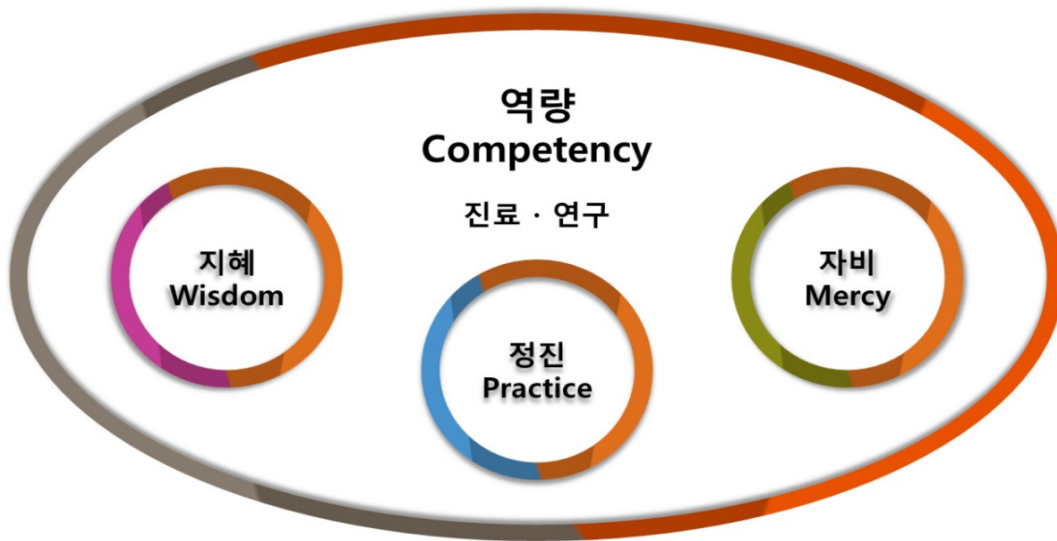 역량
Competency
진료 · 연구
지혜
Wisdom
정진
Practice
자비
Mercy